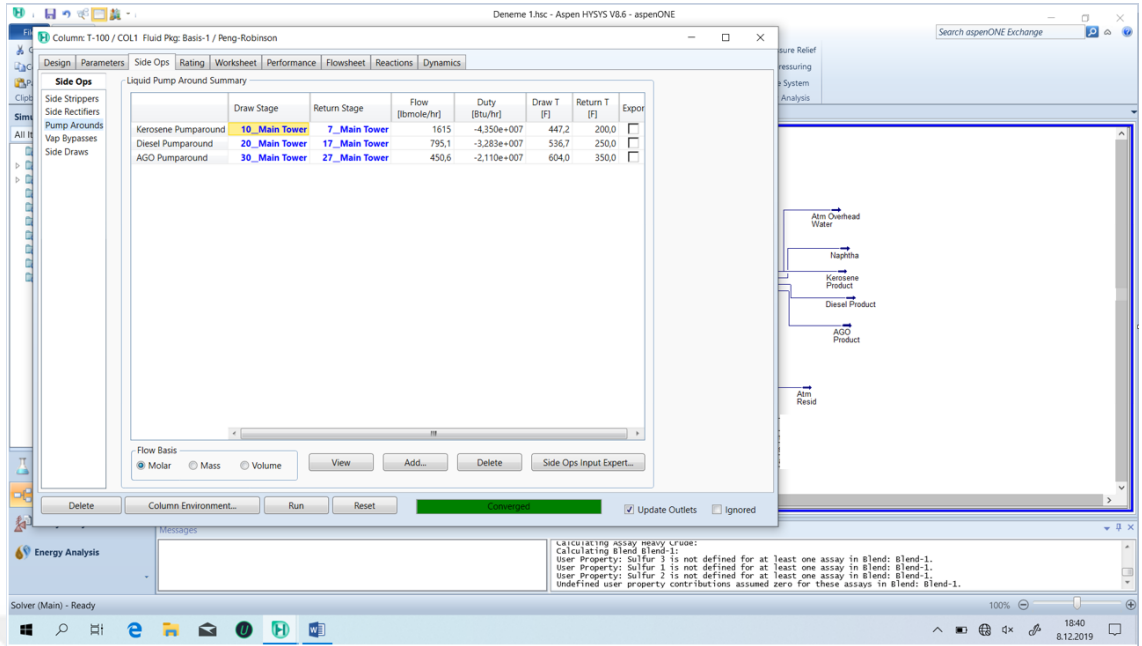 Deneme 1.hsc - Aspen HYSYS V8.6 - aspenONE
Search aspenONE Exchange
Column: T-100 / COL1 Fluid Pkg: Basis-1 / Peng-Robinson
Design Parameters Side Ops Rating Worksheet Performance Flowsheet Reactions Dynamics
Side Ops
Side Strippers
Side Rectifiers
Pump Arounds
Vap Bypasses
Side Draws
Liquid Pump Around Summary
Draw Stage Return Stage Flow [lbmole/hr] Duty [Btu/hr] Draw T [F] Return T [F] Expor
Kerosene Pumparound 10__Main Tower 7__Main Tower 1615 -4,350e+007 447,2 200,0
Diesel Pumparound 20__Main Tower 17__Main Tower 795,1 -3,283e+007 536,7 250,0
AGO Pumparound 30__Main Tower 27__Main Tower 450,6 -2,110e+007 604,0 350,0
Flow Basis
Molar Mass Volume
View Add... Delete Side Ops Input Expert...
Delete Column Environment... Run Reset Converged Update Outlets Ignored
sure Relief
ressuring
e System
Analysis
Clipb
Simu
All It
Atm Overhead
Water
Naphtha
Kerosene
Product
Diesel Product
AGO
Product
Atm
Resid
Energy Analysis
Messages
Calculating Assay Heavy Crude:
Calculating Blend Blend-1:
User Property: Sulfur 3 is not defined for at least one assay in Blend: Blend-1.
User Property: Sulfur 1 is not defined for at least one assay in Blend: Blend-1.
User Property: Sulfur 2 is not defined for at least one assay in Blend: Blend-1.
Undefined user property contributions assumed zero for these assays in Blend: Blend-1.
Solver (Main) - Ready
100%
18:40
8.12.2019